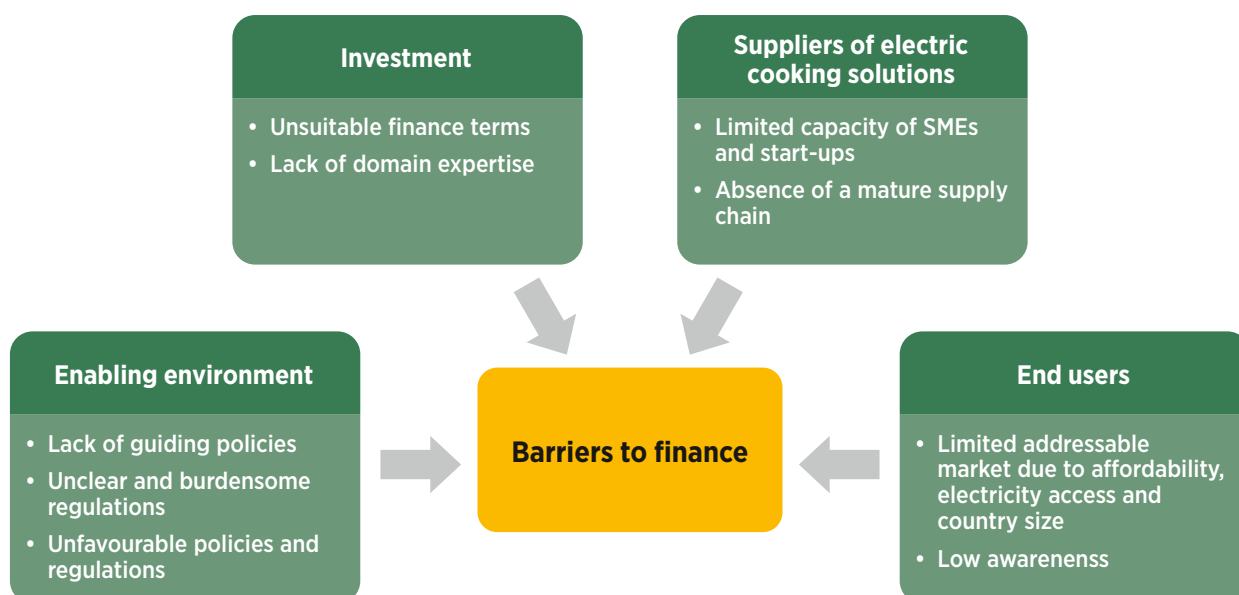 Investment
• Unsuitable finance terms
• Lack of domain expertise
Suppliers of electric
cooking solutions
• Limited capacity of SMEs
and start-ups
• Absence of a mature supply
chain
Enabling environment
• Lack of guiding policies
• Unclear and burdensome
regulations
• Unfavourable policies and
regulations
Barriers to finance
End users
• Limited addressable
market due to affordability,
electricity access and
country size
• Low awarenenss